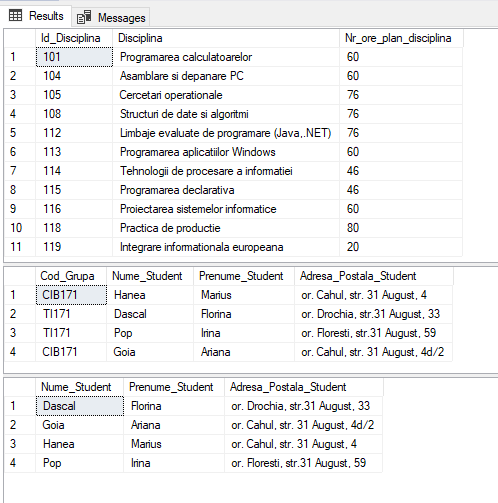 Results Messages
Id_Disciplina Disciplina Nr_ore_plan_disciplina
1 101 Programarea calculatoarelor 60
2 104 Asamblare si depanare PC 60
3 105 Cercetari operationale 76
4 108 Structuri de date si algoritmi 76
5 112 Limbaje evaluate de programare (Java,.NET) 76
6 113 Programarea aplicatiilor Windows 60
7 114 Tehnologii de procesare a informatiei 46
8 115 Programarea declarativa 46
9 116 Proiectarea sistemelor informatice 60
10 118 Practica de productie 80
11 119 Integrare informationala europeana 20
Cod_Grupa Nume_Student Prenume_Student Adresa_Postala_Student
1 CIB171 Hanea Marius or. Cahul, str. 31 August, 4
2 TI171 Dascal Florina or. Drochia, str.31 August, 33
3 TI171 Pop Irina or. Floresti, str.31 August, 59
4 CIB171 Goia Ariana or. Cahul, str. 31 August, 4d/2
Nume_Student Prenume_Student Adresa_Postala_Student
1 Dascal Florina or. Drochia, str.31 August, 33
2 Goia Ariana or. Cahul, str. 31 August, 4d/2
3 Hanea Marius or. Cahul, str. 31 August, 4
4 Pop Irina or. Floresti, str.31 August, 59